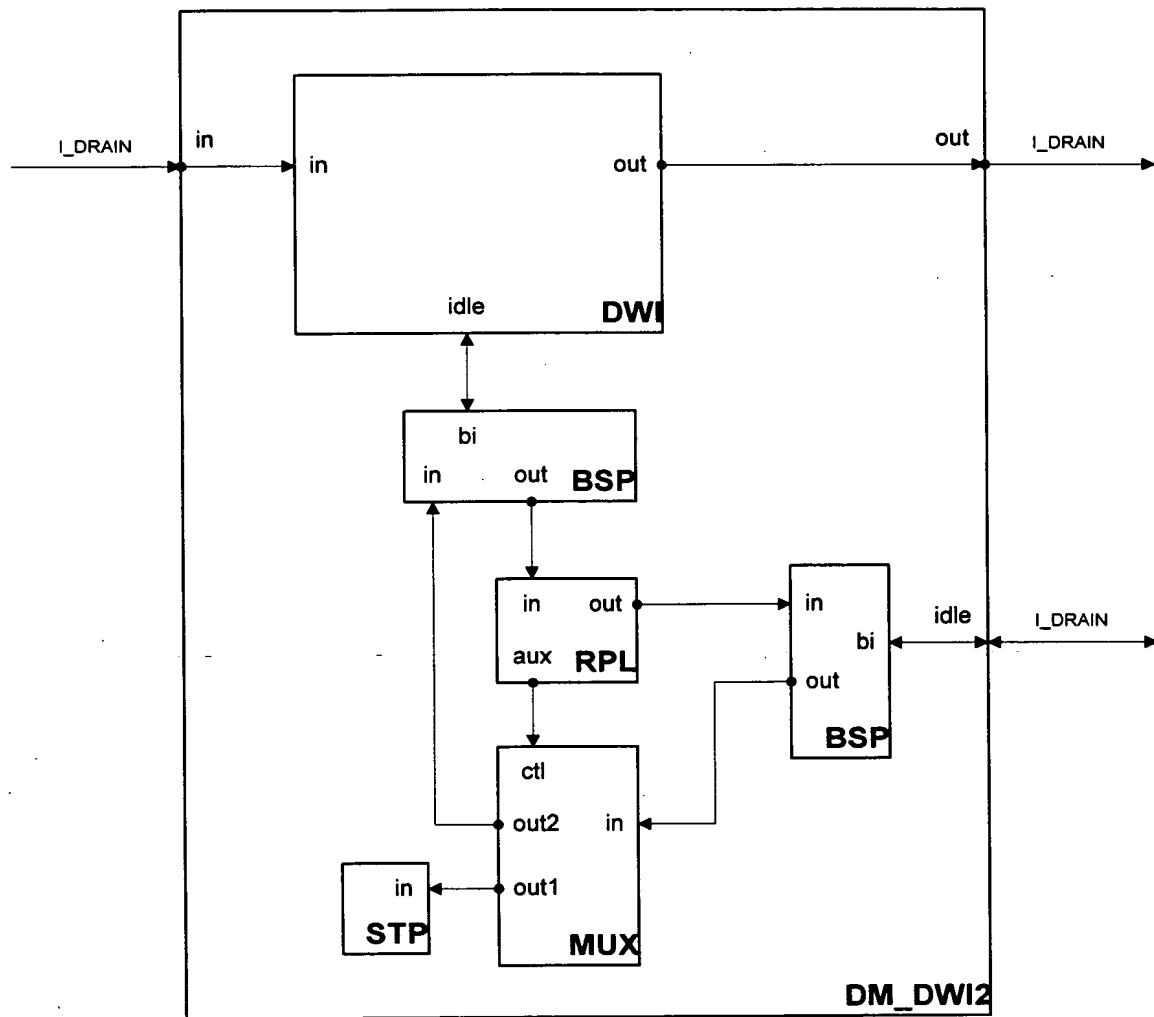 I_DRAIN
in
in
out
out
I_DRAIN
idle
DWI
bi
in
out
BSP
in
out
aux
RPL
in
bi
out
BSP
idle
I_DRAIN
ctl
out2
in
out1
MUX
in
STP
DM_DWI2